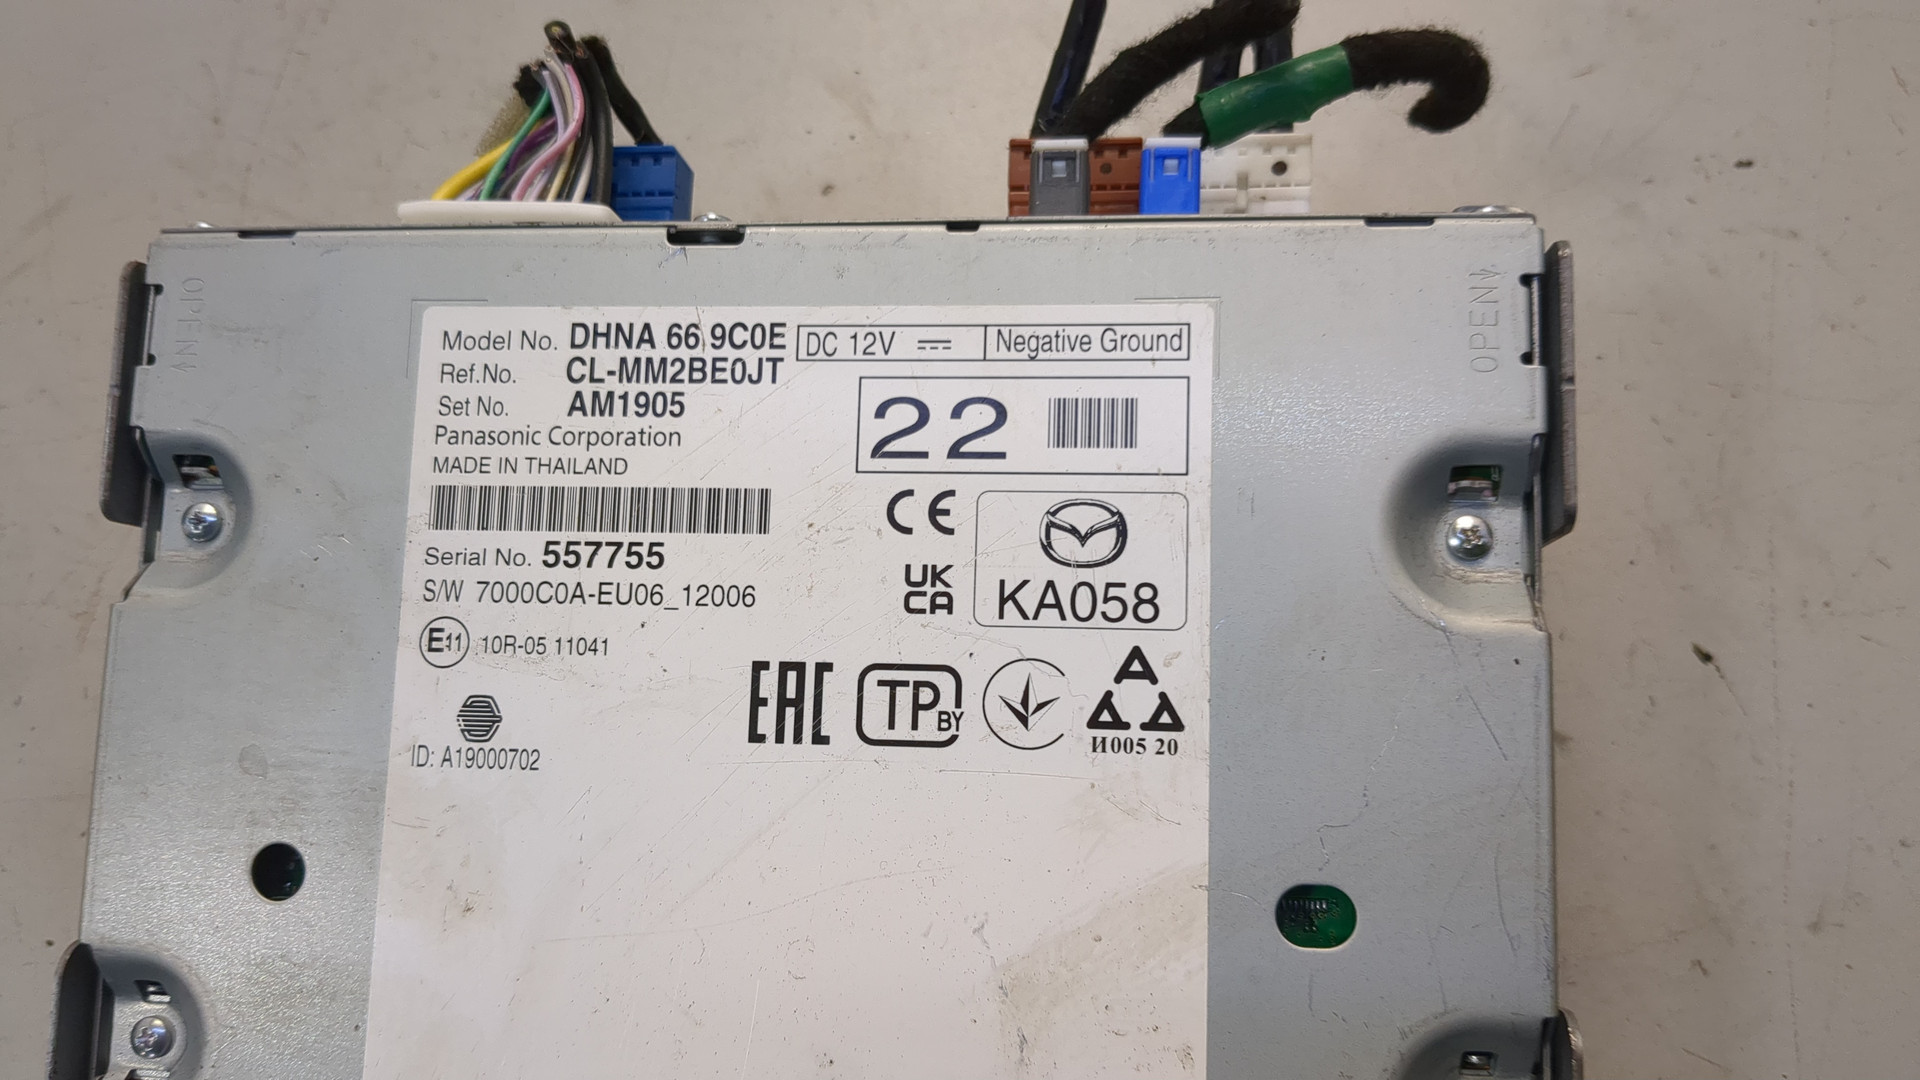 OPEN
OPEN
Model No. DHNA 66 9C0E
DC 12V
Negative Ground
Ref.No. CL-MM2BE0JT
Set No. AM1905
22
Panasonic Corporation
MADE IN THAILAND
CE
UK
CA
KA058
Serial No. 557755
S/W 7000C0A-EU06_12006
E11 10R-05 11041
EAC
TP BY
И005 20
ID: A19000702